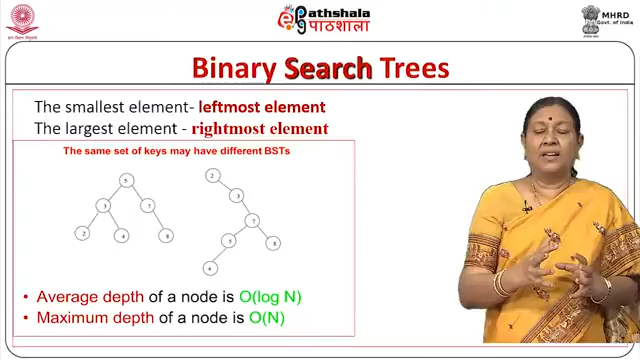 Pathshala
पाठशाला
MHRD
Govt. of India
Binary Search Trees
The smallest element- leftmost element
The largest element - rightmost element
The same set of keys may have different BSTs
5
3
7
2
4
8
2
3
7
5
8
4
• Average depth of a node is O(log N)
• Maximum depth of a node is O(N)